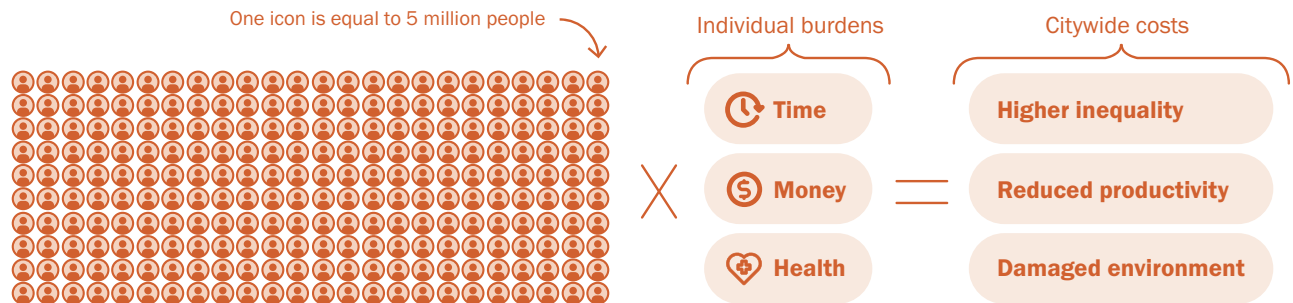 One icon is equal to 5 million people
Individual burdens
Citywide costs
Time
Money
Health
Higher inequality
Reduced productivity
Damaged environment